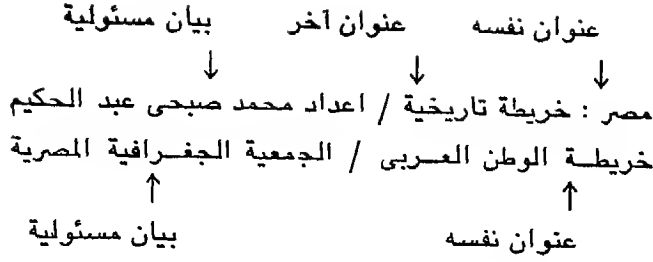 عنوان نفسه عنوان آخر بيان مسئولية
↓ ↓ ↓
مصر : خريطة تاريخية / اعداد محمد صبحى عبد الحكيم
خريطة الوطن العربى / الجمعية الجغرافية المصرية
↑ ↑
عنوان نفسه بيان مسئولية